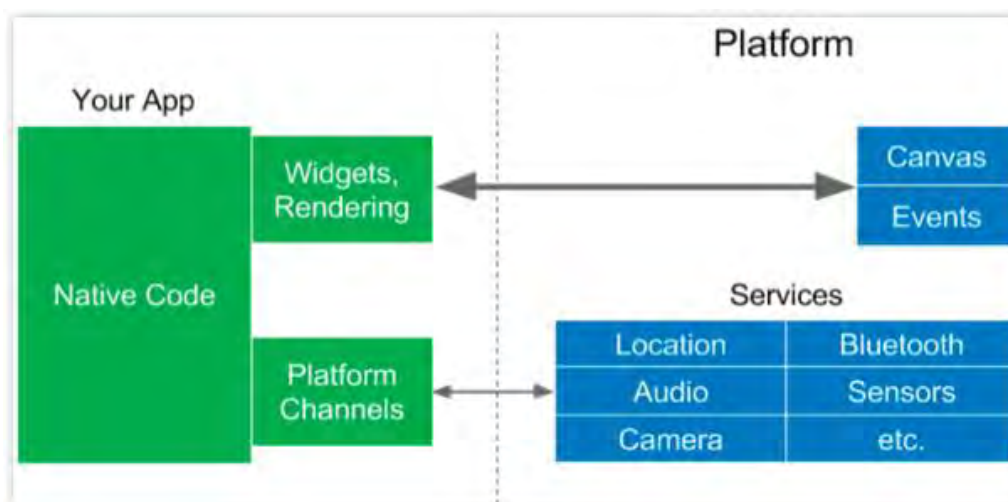 Platform
Your App
Widgets,
Rendering
Canvas
Events
Native Code
Services
Platform
Channels
Location
Bluetooth
Audio
Sensors
Camera
etc.